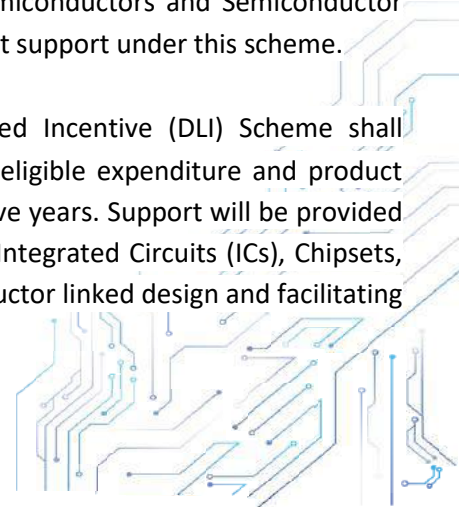 miconductors and Semiconductor
t support under this scheme.
ed Incentive (DLI) Scheme shall
eligible expenditure and product
ve years. Support will be provided
Integrated Circuits (ICs), Chipsets,
uctor linked design and facilitating